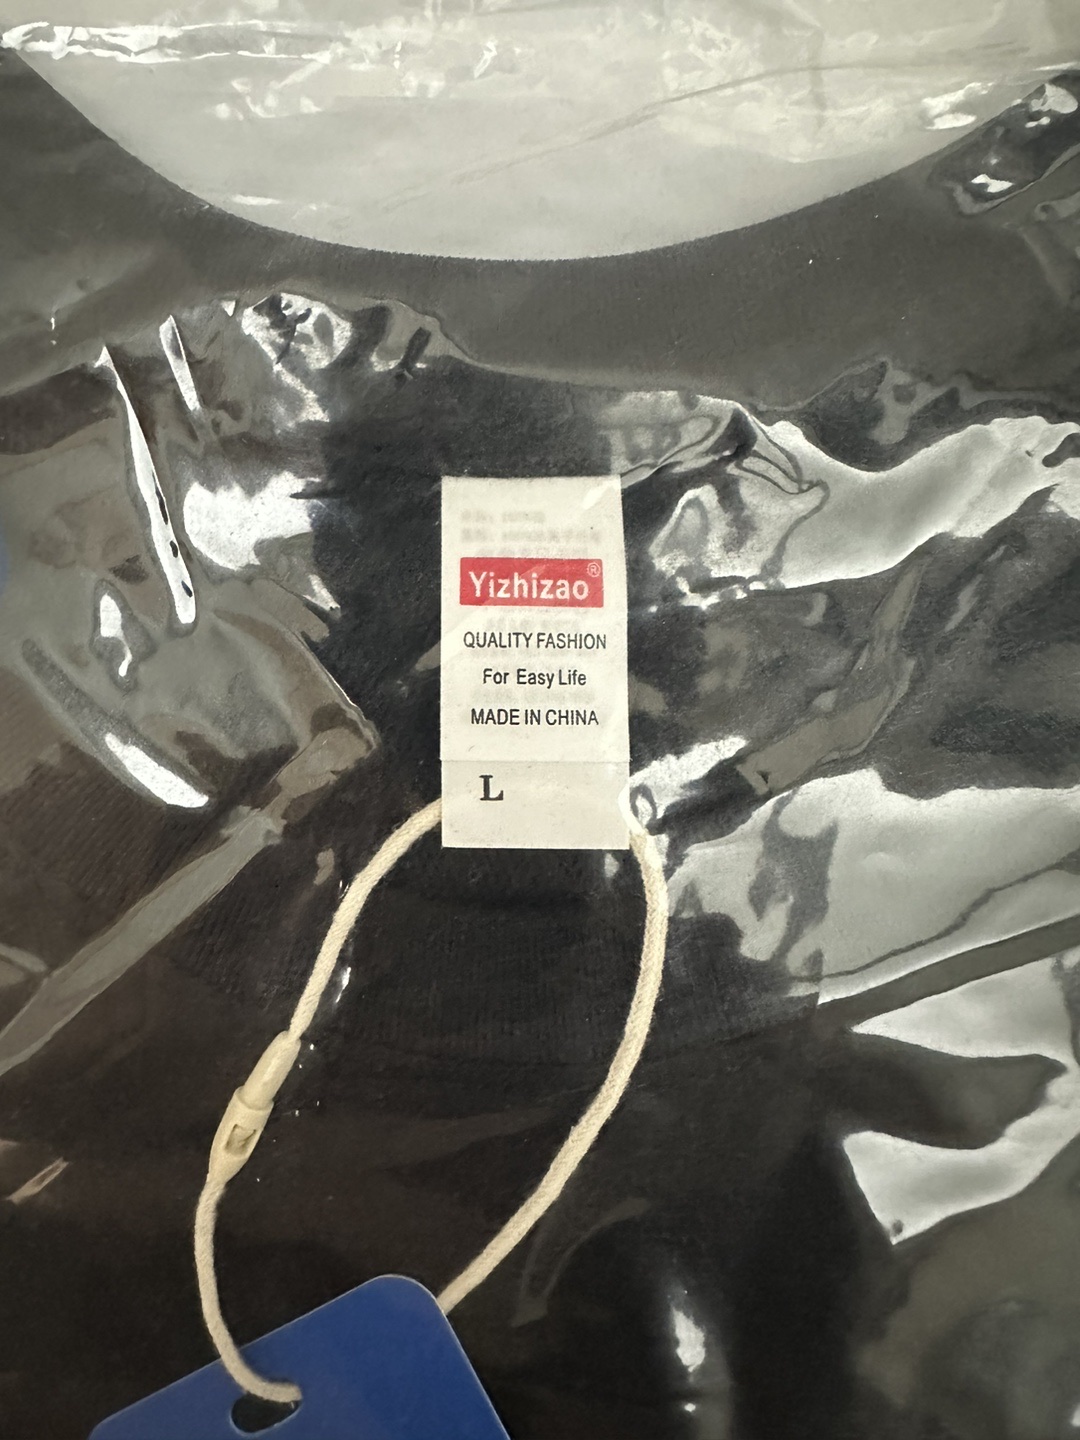 Yizhizao®
QUALITY FASHION
For Easy Life
MADE IN CHINA
L